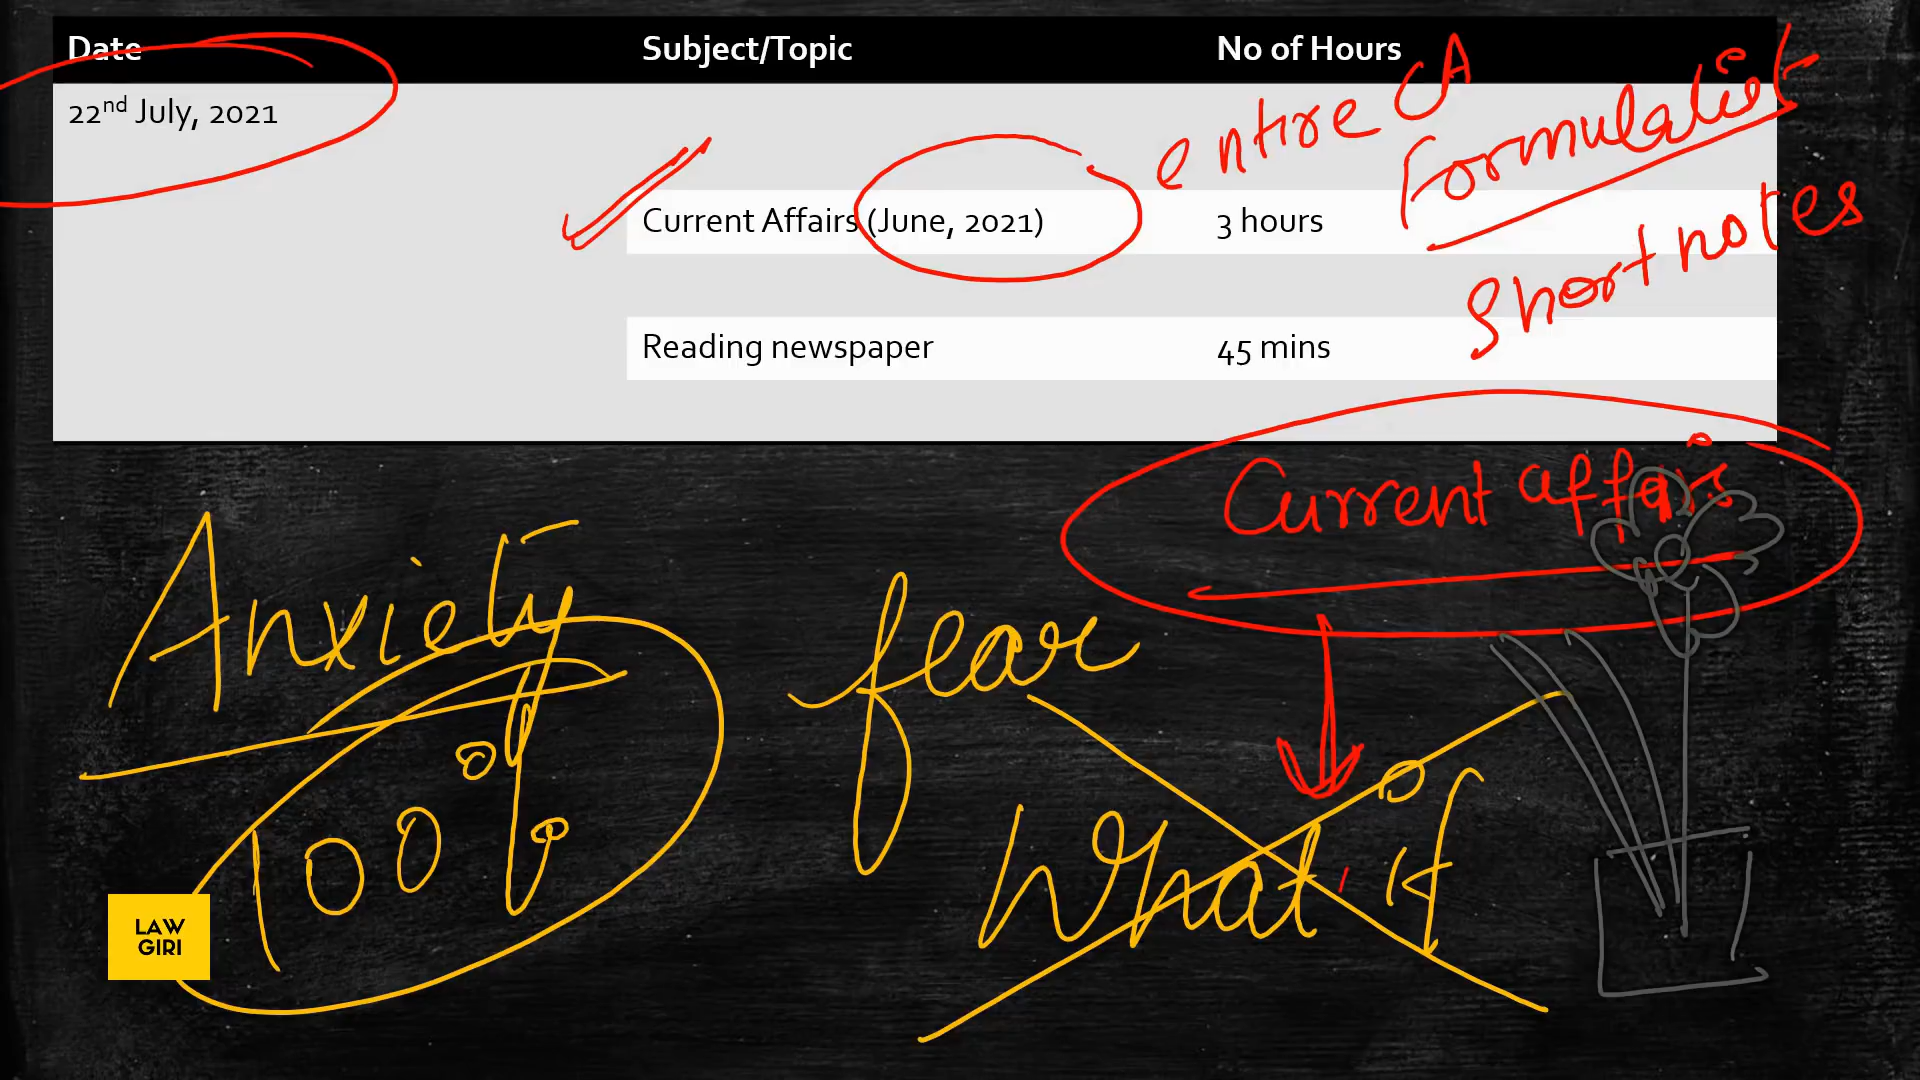 Date Subject/Topic No of Hours
22nd July, 2021
entire CA
Formulalist
Current Affairs (June, 2021) 3 hours
Short notes
Reading newspaper 45 mins
Current affairs
Anxiety
fear
100%
What if
LAW
GIRI